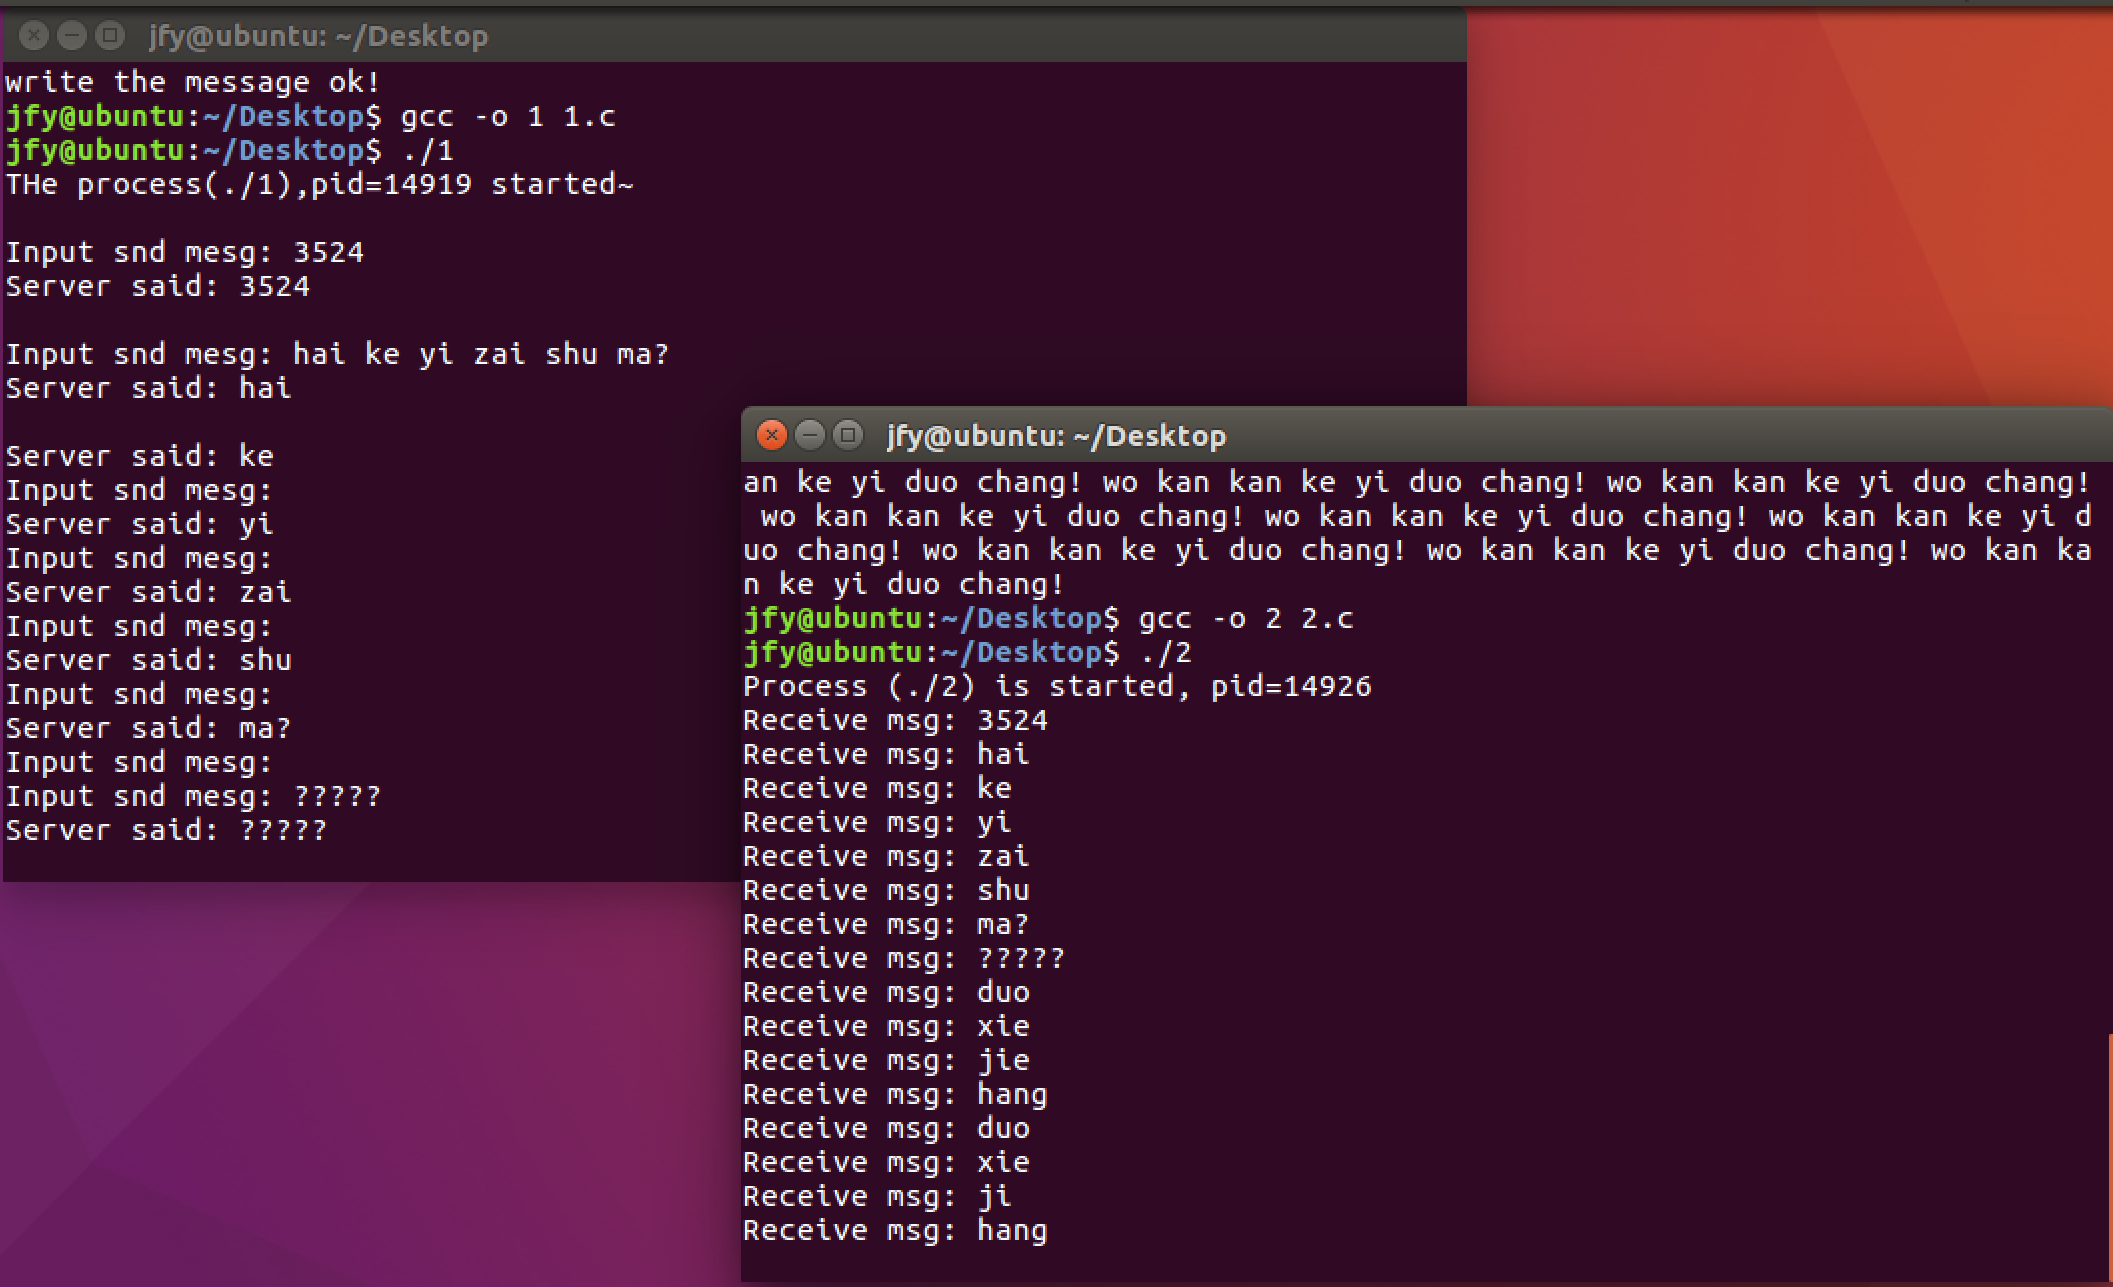 jfy@ubuntu: ~/Desktop
write the message ok!
jfy@ubuntu:~/Desktop$ gcc -o 1 1.c
jfy@ubuntu:~/Desktop$ ./1
THe process(./1),pid=14919 started~
Input snd mesg: 3524
Server said: 3524
Input snd mesg: hai ke yi zai shu ma?
Server said: hai
Server said: ke
Input snd mesg:
Server said: yi
Input snd mesg:
Server said: zai
Input snd mesg:
Server said: shu
Input snd mesg:
Server said: ma?
Input snd mesg:
Input snd mesg: ?????
Server said: ?????
jfy@ubuntu: ~/Desktop
an ke yi duo chang! wo kan kan ke yi duo chang! wo kan kan ke yi duo chang!
wo kan kan ke yi duo chang! wo kan kan ke yi duo chang! wo kan kan ke yi d
uo chang! wo kan kan ke yi duo chang! wo kan kan ke yi duo chang! wo kan ka
n ke yi duo chang!
jfy@ubuntu:~/Desktop$ gcc -o 2 2.c
jfy@ubuntu:~/Desktop$ ./2
Process (./2) is started, pid=14926
Receive msg: 3524
Receive msg: hai
Receive msg: ke
Receive msg: yi
Receive msg: zai
Receive msg: shu
Receive msg: ma?
Receive msg: ?????
Receive msg: duo
Receive msg: xie
Receive msg: jie
Receive msg: hang
Receive msg: duo
Receive msg: xie
Receive msg: ji
Receive msg: hang